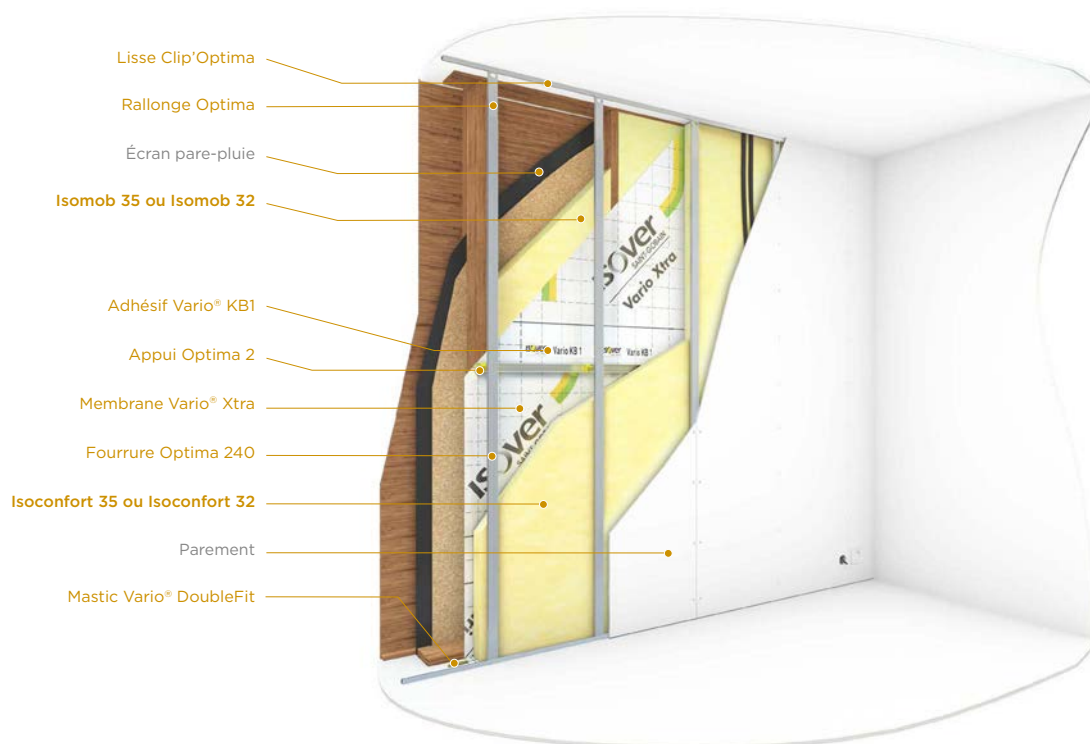 Lisse Clip'Optima
Rallonge Optima
Écran pare-pluie
Isomob 35 ou Isomob 32
Adhésif Vario® KB1
Appui Optima 2
Membrane Vario® Xtra
Fourrure Optima 240
Isoconfort 35 ou Isoconfort 32
Parement
Mastic Vario® DoubleFit
isover
SAINT-GOBAIN
Vario Xtra
isover Vario KB 1 isover Vario KB 1
isover